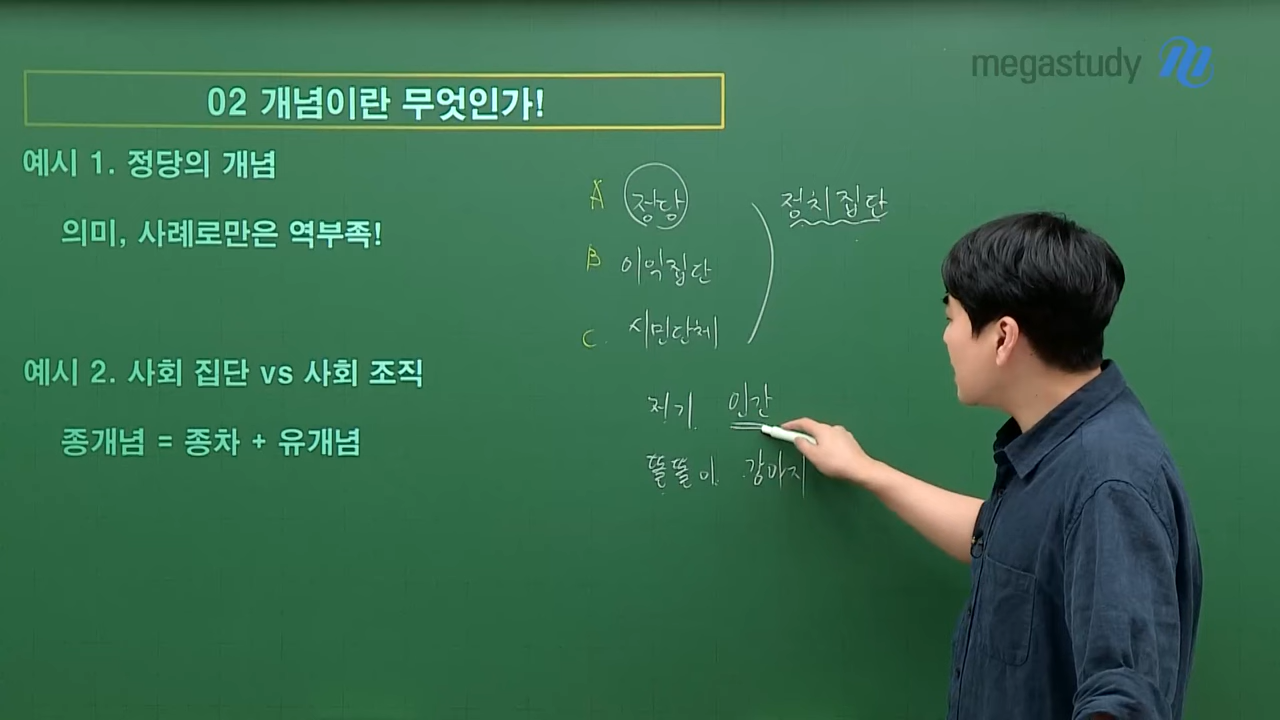 megastudy
02 개념이란 무엇인가!
예시 1. 정당의 개념
의미, 사례로만은 역부족!
예시 2. 사회 집단 vs 사회 조직
종개념 = 종차 + 유개념
A 정당 정치집단
B 이익집단
C. 시민단체
저기 인간
똘똘이 강아지